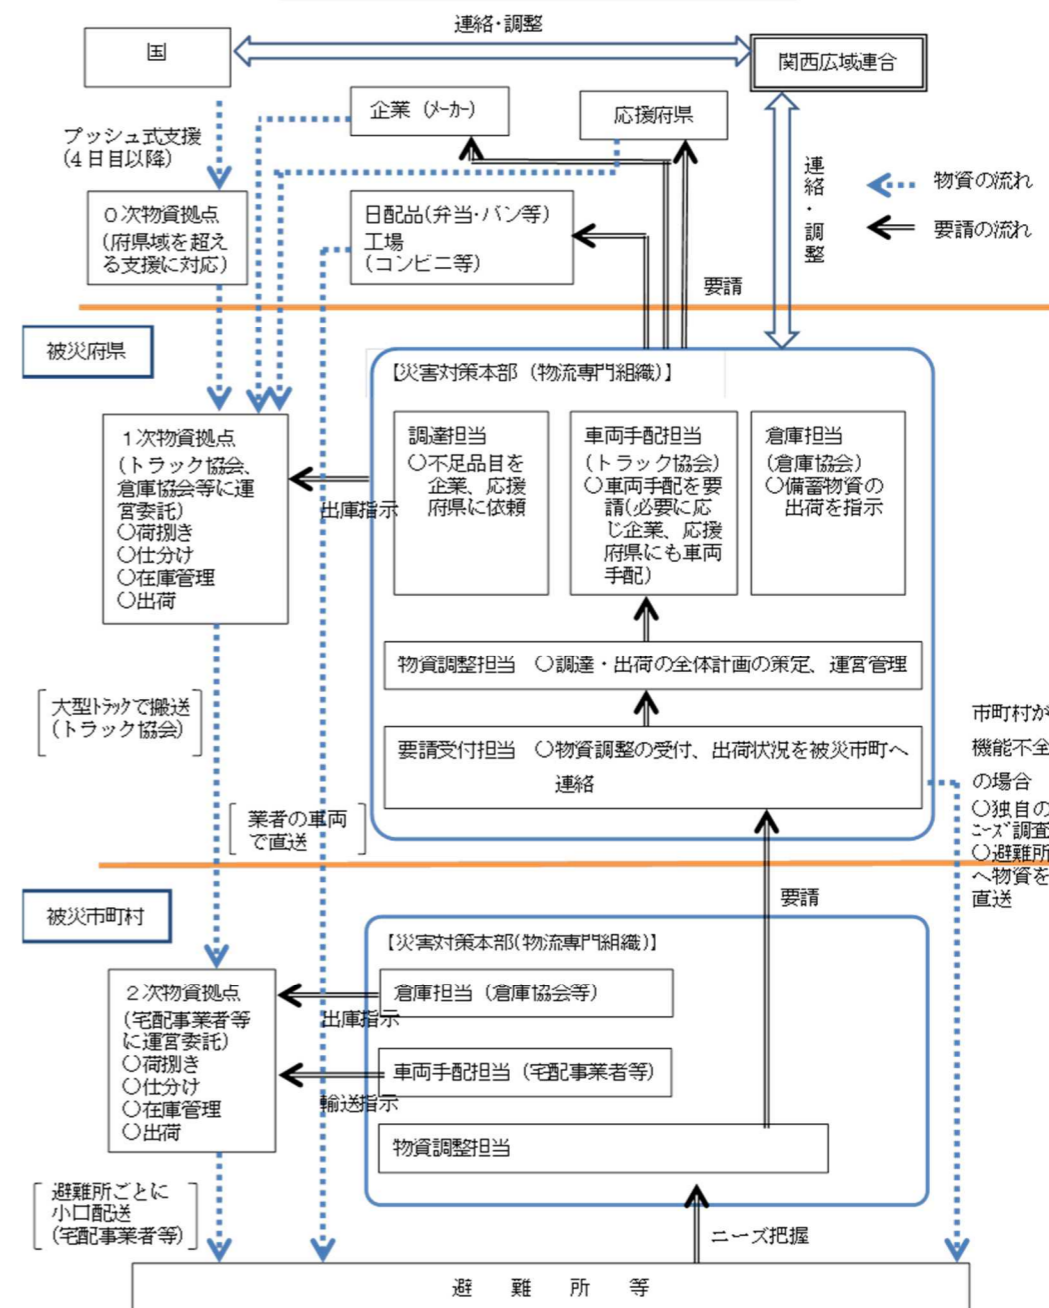 連絡・調整
国
関西広域連合
企業（メーカー）
応援府県
プッシュ式支援
(４日目以降)
連絡・調整
物資の流れ
要請の流れ
０次物資拠点
(府県域を超え
る支援に対応)
日配品(弁当・パン等)
工場
(コンビニ等)
要請
被災府県
【災害対策本部（物流専門組織)】
１次物資拠点
(トラック協会、
倉庫協会等に運
営委託)
○荷捌き
○仕分け
○在庫管理
○出荷
出庫指示
調達担当
○不足品目を
企業、応援
府県に依頼
車両手配担当
(トラック協会)
○車両手配を要
請(必要に応
じ企業、応援
府県にも車両
手配)
倉庫担当
(倉庫協会)
○備蓄物資の
出荷を指示
物資調整担当　○調達・出荷の全体計画の策定、運営管理
要請受付担当　○物資調整の受付、出荷状況を被災市町へ
連絡
大型トラックで搬送
(トラック協会)
業者の車両
で直送
市町村が
機能不全
の場合
○独自の
ニーズ調査
○避難所
へ物資を
直送
要請
被災市町村
【災害対策本部(物流専門組織)】
２次物資拠点
(宅配事業者等
に運営委託)
○荷捌き
○仕分け
○在庫管理
○出荷
倉庫担当（倉庫協会等)
出庫指示
車両手配担当（宅配事業者等)
輸送指示
物資調整担当
避難所ごとに
小口配送
(宅配事業者等)
ニーズ把握
避　難　所　等